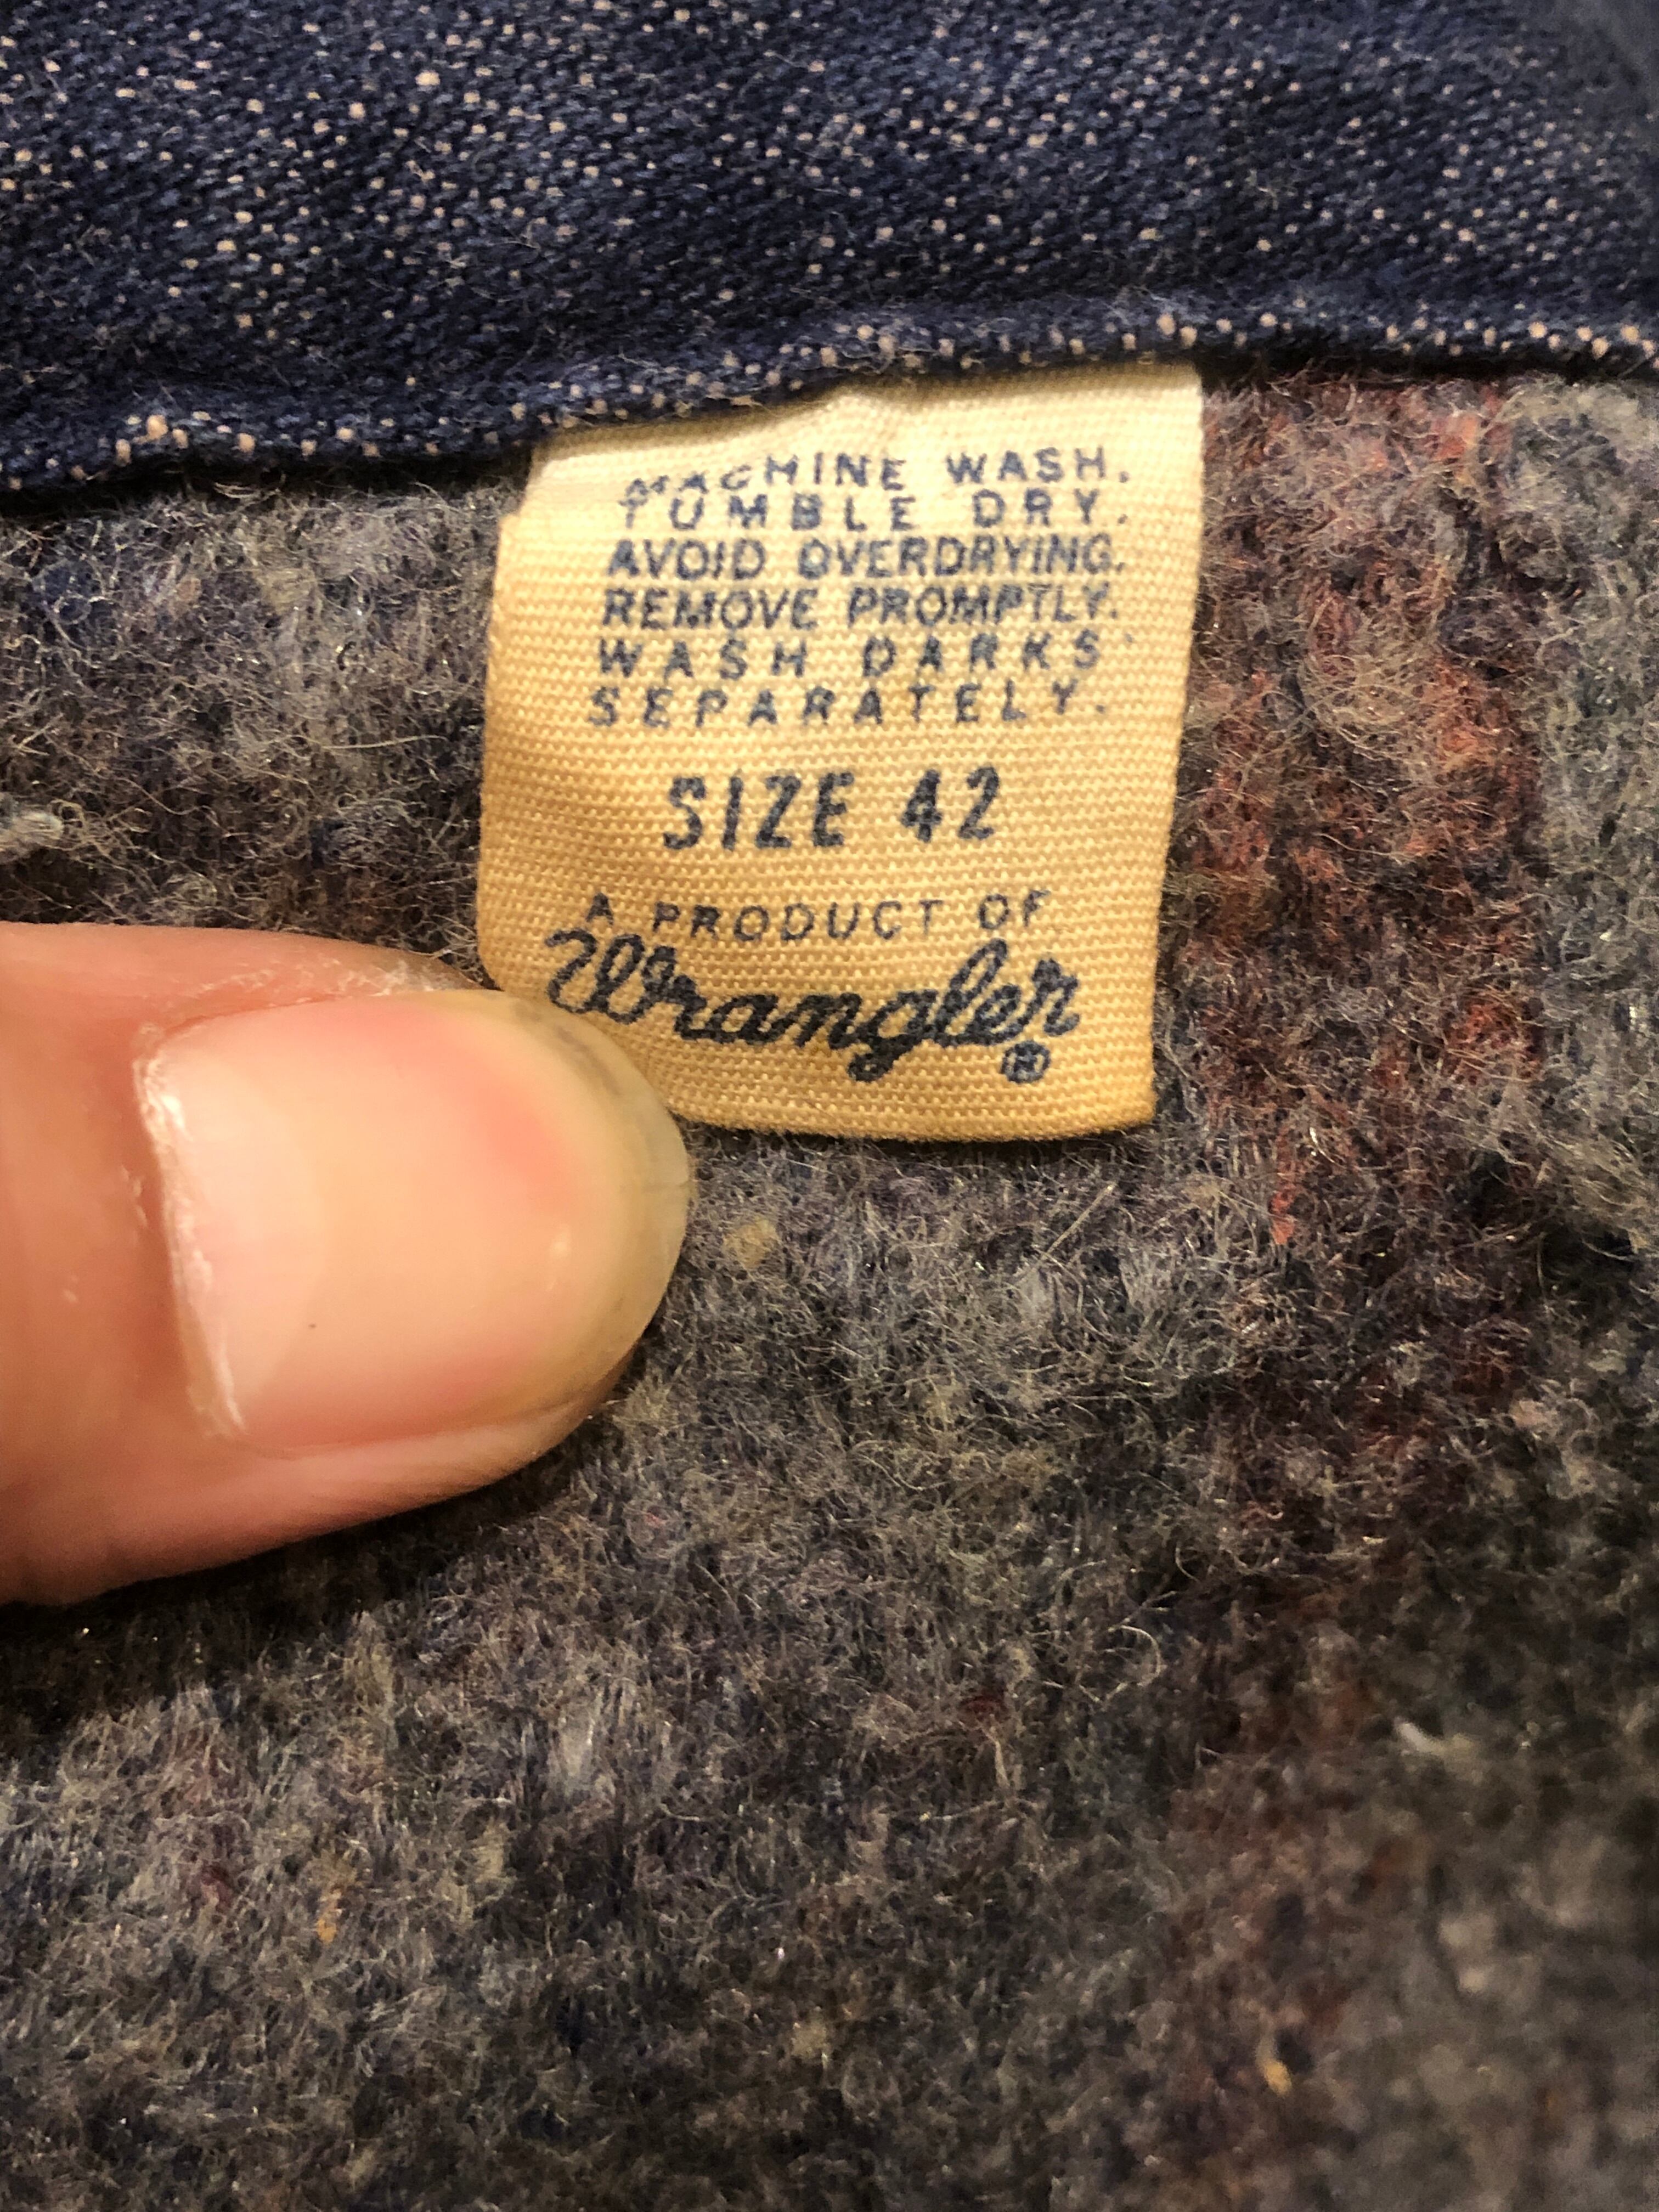 MACHINE WASH.
TUMBLE DRY.
AVOID OVERDRYING.
REMOVE PROMPTLY.
WASH DARKS
SEPARATELY.
SIZE 42
A PRODUCT OF
Wrangler
®